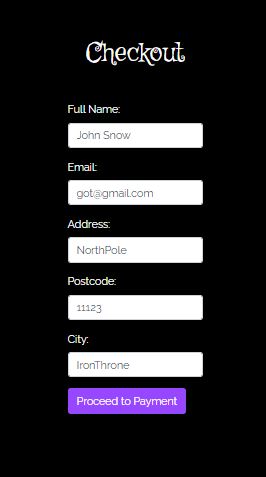 Checkout
Full Name:
John Snow
Email:
got@gmail.com
Address:
NorthPole
Postcode:
11123
City:
IronThrone
Proceed to Payment